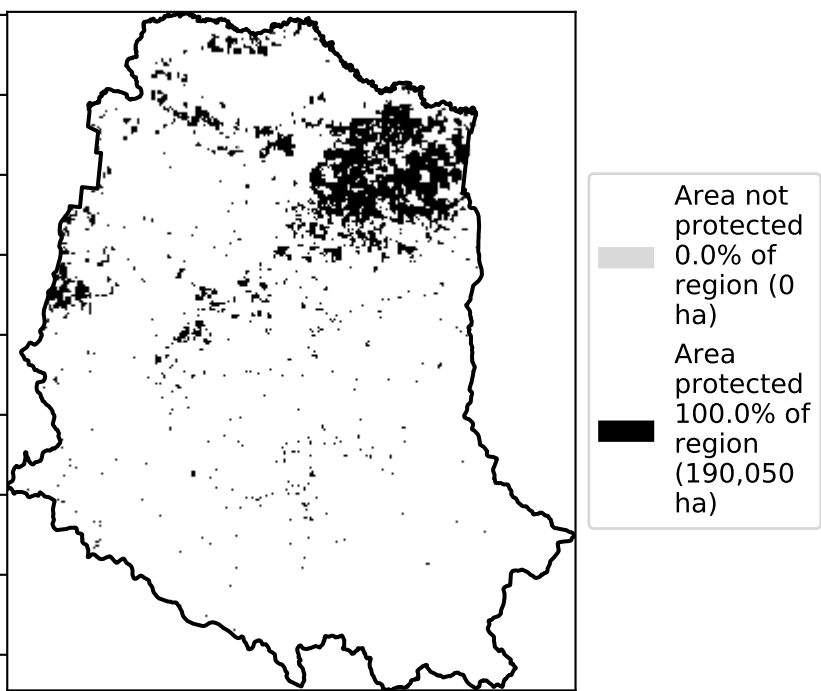 Area not
protected
0.0% of
region (0
ha)
Area
protected
100.0% of
region
(190,050
ha)